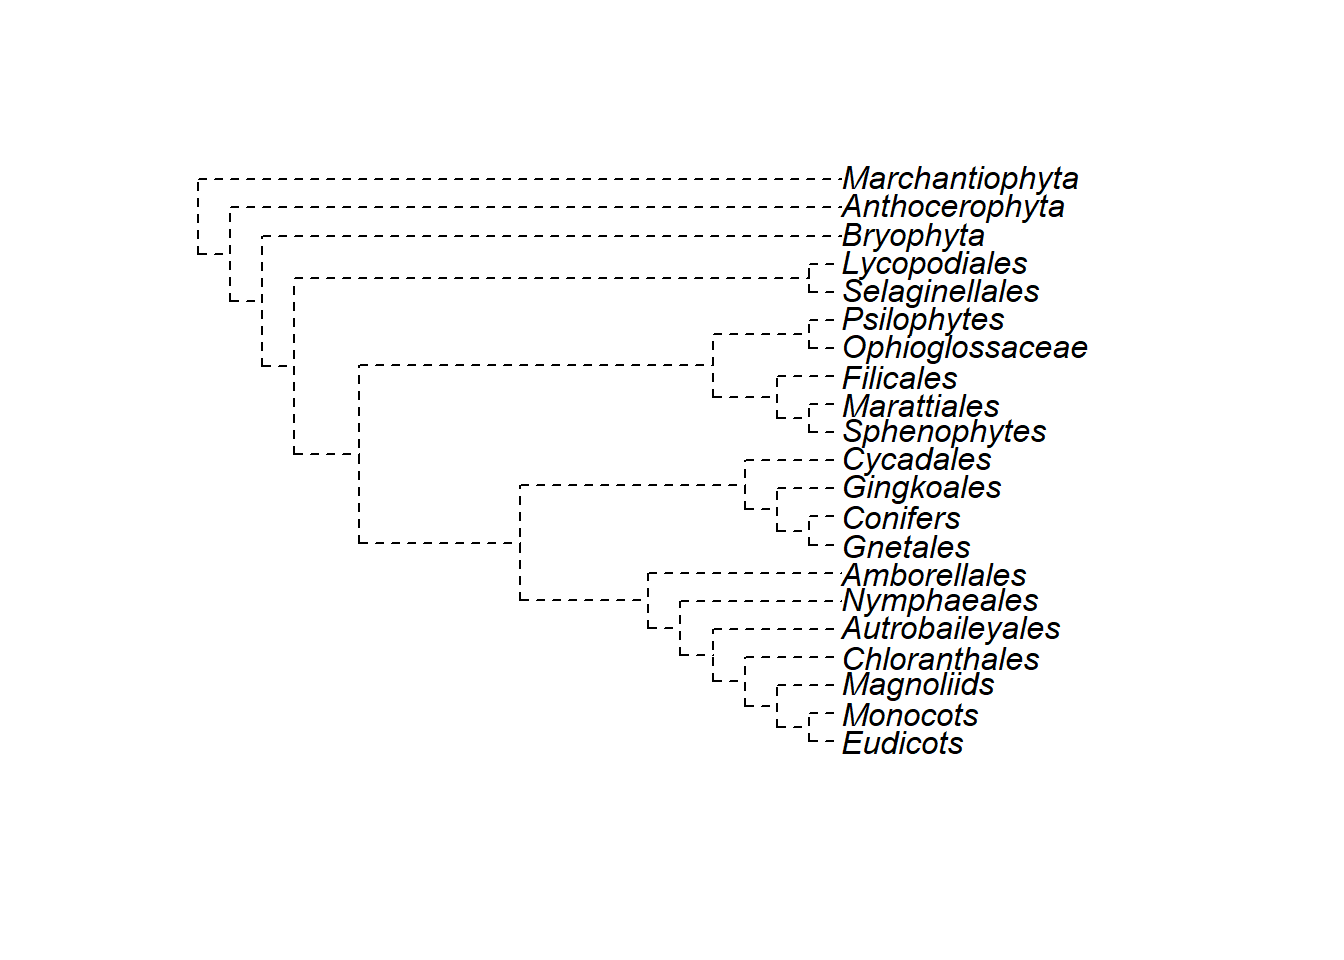 Marchantiophyta
Anthocerophyta
Bryophyta
Lycopodiales
Selaginellales
Psilophytes
Ophioglossaceae
Filicales
Marattiales
Sphenophytes
Cycadales
Gingkoales
Conifers
Gnetales
Amborellales
Nymphaeales
Autrobaileyales
Chloranthales
Magnoliids
Monocots
Eudicots